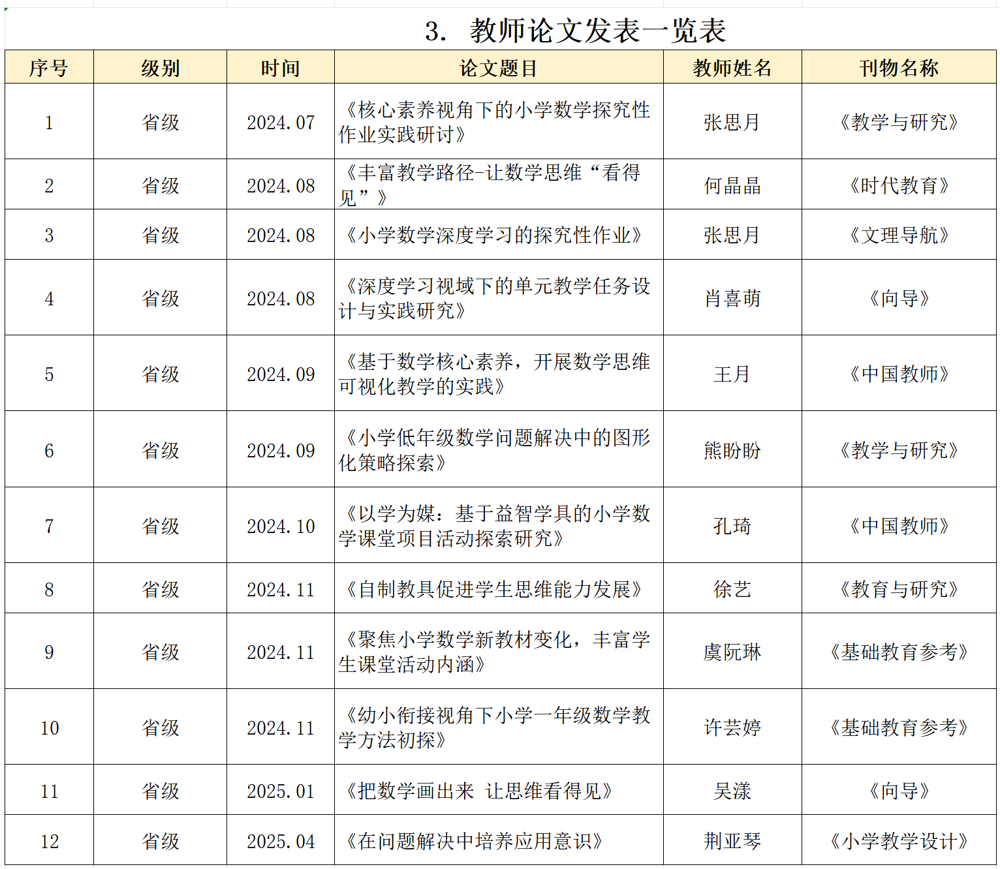 3. 教师论文发表一览表
序号 级别 时间 论文题目 教师姓名 刊物名称
1 省级 2024.07 《核心素养视角下的小学数学探究性
作业实践研讨》 张思月 《教学与研究》
2 省级 2024.08 《丰富教学路径-让数学思维“看得
见”》 何晶晶 《时代教育》
3 省级 2024.08 《小学数学深度学习的探究性作业》 张思月 《文理导航》
4 省级 2024.08 《深度学习视域下的单元教学任务设
计与实践研究》 肖喜萌 《向导》
5 省级 2024.09 《基于数学核心素养，开展数学思维
可视化教学的实践》 王月 《中国教师》
6 省级 2024.09 《小学低年级数学问题解决中的图形
化策略探索》 熊盼盼 《教学与研究》
7 省级 2024.10 《以学为媒：基于益智学具的小学数
学课堂项目活动探索研究》 孔琦 《中国教师》
8 省级 2024.11 《自制教具促进学生思维能力发展》 徐艺 《教育与研究》
9 省级 2024.11 《聚焦小学数学新教材变化，丰富学
生课堂活动内涵》 虞阮琳 《基础教育参考》
10 省级 2024.11 《幼小衔接视角下小学一年级数学教
学方法初探》 许芸婷 《基础教育参考》
11 省级 2025.01 《把数学画出来 让思维看得见》 吴漾 《向导》
12 省级 2025.04 《在问题解决中培养应用意识》 荆亚琴 《小学教学设计》